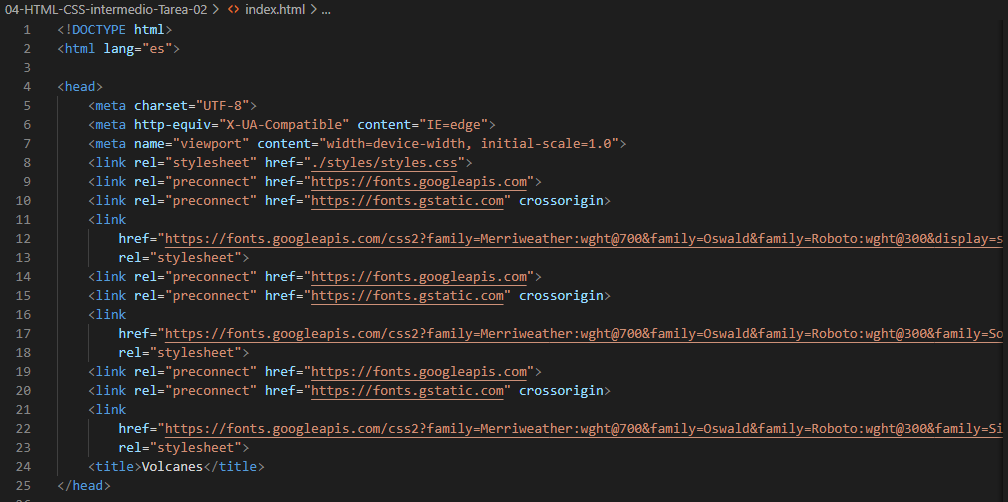 04-HTML-CSS-intermedio-Tarea-02 > <> index.html > ...
1 <!DOCTYPE html>
2 <html lang="es">
3
4 <head>
5 <meta charset="UTF-8">
6 <meta http-equiv="X-UA-Compatible" content="IE=edge">
7 <meta name="viewport" content="width=device-width, initial-scale=1.0">
8 <link rel="stylesheet" href="./styles/styles.css">
9 <link rel="preconnect" href="https://fonts.googleapis.com">
10 <link rel="preconnect" href="https://fonts.gstatic.com" crossorigin>
11 <link
12 href="https://fonts.googleapis.com/css2?family=Merriweather:wght@700&family=Oswald&family=Roboto:wght@300&display=s
13 rel="stylesheet">
14 <link rel="preconnect" href="https://fonts.googleapis.com">
15 <link rel="preconnect" href="https://fonts.gstatic.com" crossorigin>
16 <link
17 href="https://fonts.googleapis.com/css2?family=Merriweather:wght@700&family=Oswald&family=Roboto:wght@300&family=So
18 rel="stylesheet">
19 <link rel="preconnect" href="https://fonts.googleapis.com">
20 <link rel="preconnect" href="https://fonts.gstatic.com" crossorigin>
21 <link
22 href="https://fonts.googleapis.com/css2?family=Merriweather:wght@700&family=Oswald&family=Roboto:wght@300&family=Si
23 rel="stylesheet">
24 <title>Volcanes</title>
25 </head>